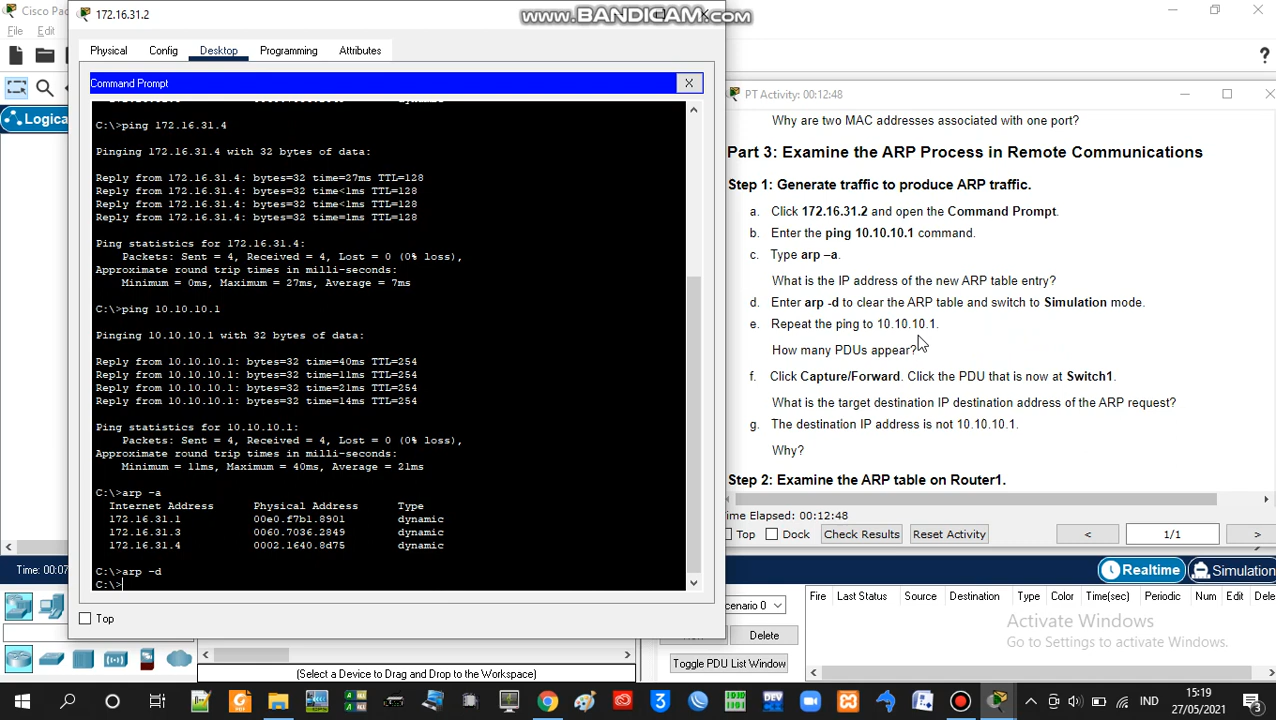 Cisco Pac
172.16.31.2
www.BANDICAM.com
File
Edit
Physical
Config
Desktop
Programming
Attributes
Command Prompt
X
Logica
C:\>ping 172.16.31.4
Pinging 172.16.31.4 with 32 bytes of data:
Reply from 172.16.31.4: bytes=32 time=27ms TTL=128
Reply from 172.16.31.4: bytes=32 time<1ms TTL=128
Reply from 172.16.31.4: bytes=32 time<1ms TTL=128
Reply from 172.16.31.4: bytes=32 time=1ms TTL=128
Ping statistics for 172.16.31.4:
Packets: Sent = 4, Received = 4, Lost = 0 (0% loss),
Approximate round trip times in milli-seconds:
Minimum = 0ms, Maximum = 27ms, Average = 7ms
C:\>ping 10.10.10.1
Pinging 10.10.10.1 with 32 bytes of data:
Reply from 10.10.10.1: bytes=32 time=40ms TTL=254
Reply from 10.10.10.1: bytes=32 time=11ms TTL=254
Reply from 10.10.10.1: bytes=32 time=21ms TTL=254
Reply from 10.10.10.1: bytes=32 time=14ms TTL=254
Ping statistics for 10.10.10.1:
Packets: Sent = 4, Received = 4, Lost = 0 (0% loss),
Approximate round trip times in milli-seconds:
Minimum = 11ms, Maximum = 40ms, Average = 21ms
C:\>arp -a
Internet Address Physical Address Type
172.16.31.1 00e0.f7b1.8901 dynamic
172.16.31.3 0060.7036.2849 dynamic
172.16.31.4 0002.1640.8d75 dynamic
C:\>arp -d
C:\>
Top
PT Activity: 00:12:48
Why are two MAC addresses associated with one port?
Part 3: Examine the ARP Process in Remote Communications
Step 1: Generate traffic to produce ARP traffic.
a. Click 172.16.31.2 and open the Command Prompt.
b. Enter the ping 10.10.10.1 command.
c. Type arp –a.
What is the IP address of the new ARP table entry?
d. Enter arp -d to clear the ARP table and switch to Simulation mode.
e. Repeat the ping to 10.10.10.1.
How many PDUs appear?
f. Click Capture/Forward. Click the PDU that is now at Switch1.
What is the target destination IP destination address of the ARP request?
g. The destination IP address is not 10.10.10.1.
Why?
Step 2: Examine the ARP table on Router1.
ime Elapsed: 00:12:48
Top
Dock
Check Results
Reset Activity
<
1/1
>
Time: 00:07
Realtime
Simulation
cenario 0
Fire Last Status Source Destination Type Color Time(sec) Periodic Num Edit Dele
Delete
Toggle PDU List Window
(Select a Device to Drag and Drop to the Workspace)
Activate Windows
Go to Settings to activate Windows.
IND
15:19
27/05/2021
3